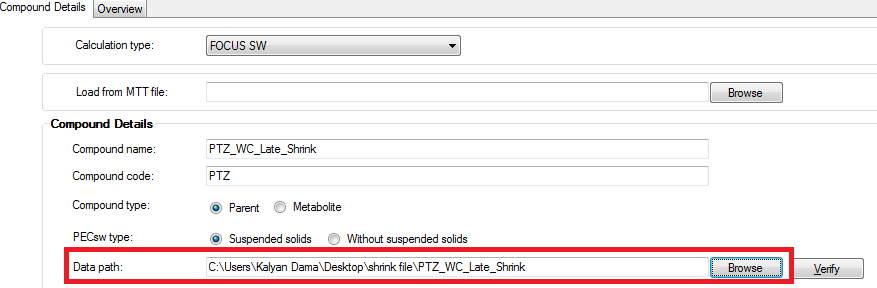 Compound Details Overview
Calculation type: FOCUS SW
Load from MTT file: Browse
Compound Details
Compound name: PTZ_WC_Late_Shrink
Compound code: PTZ
Compound type: Parent Metabolite
PECsw type: Suspended solids Without suspended solids
Data path: C:\Users\Kalyan Dama\Desktop\shrink file\PTZ_WC_Late_Shrink Browse Verify